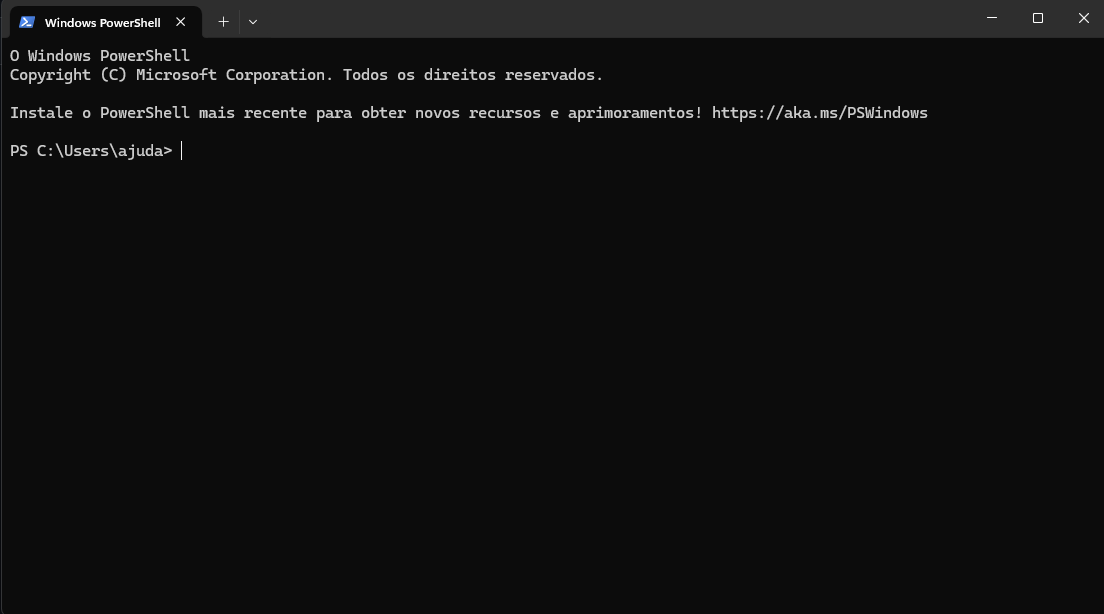 Windows PowerShell
O Windows PowerShell
Copyright (C) Microsoft Corporation. Todos os direitos reservados.
Instale o PowerShell mais recente para obter novos recursos e aprimoramentos! https://aka.ms/PSWindows
PS C:\Users\ajuda>